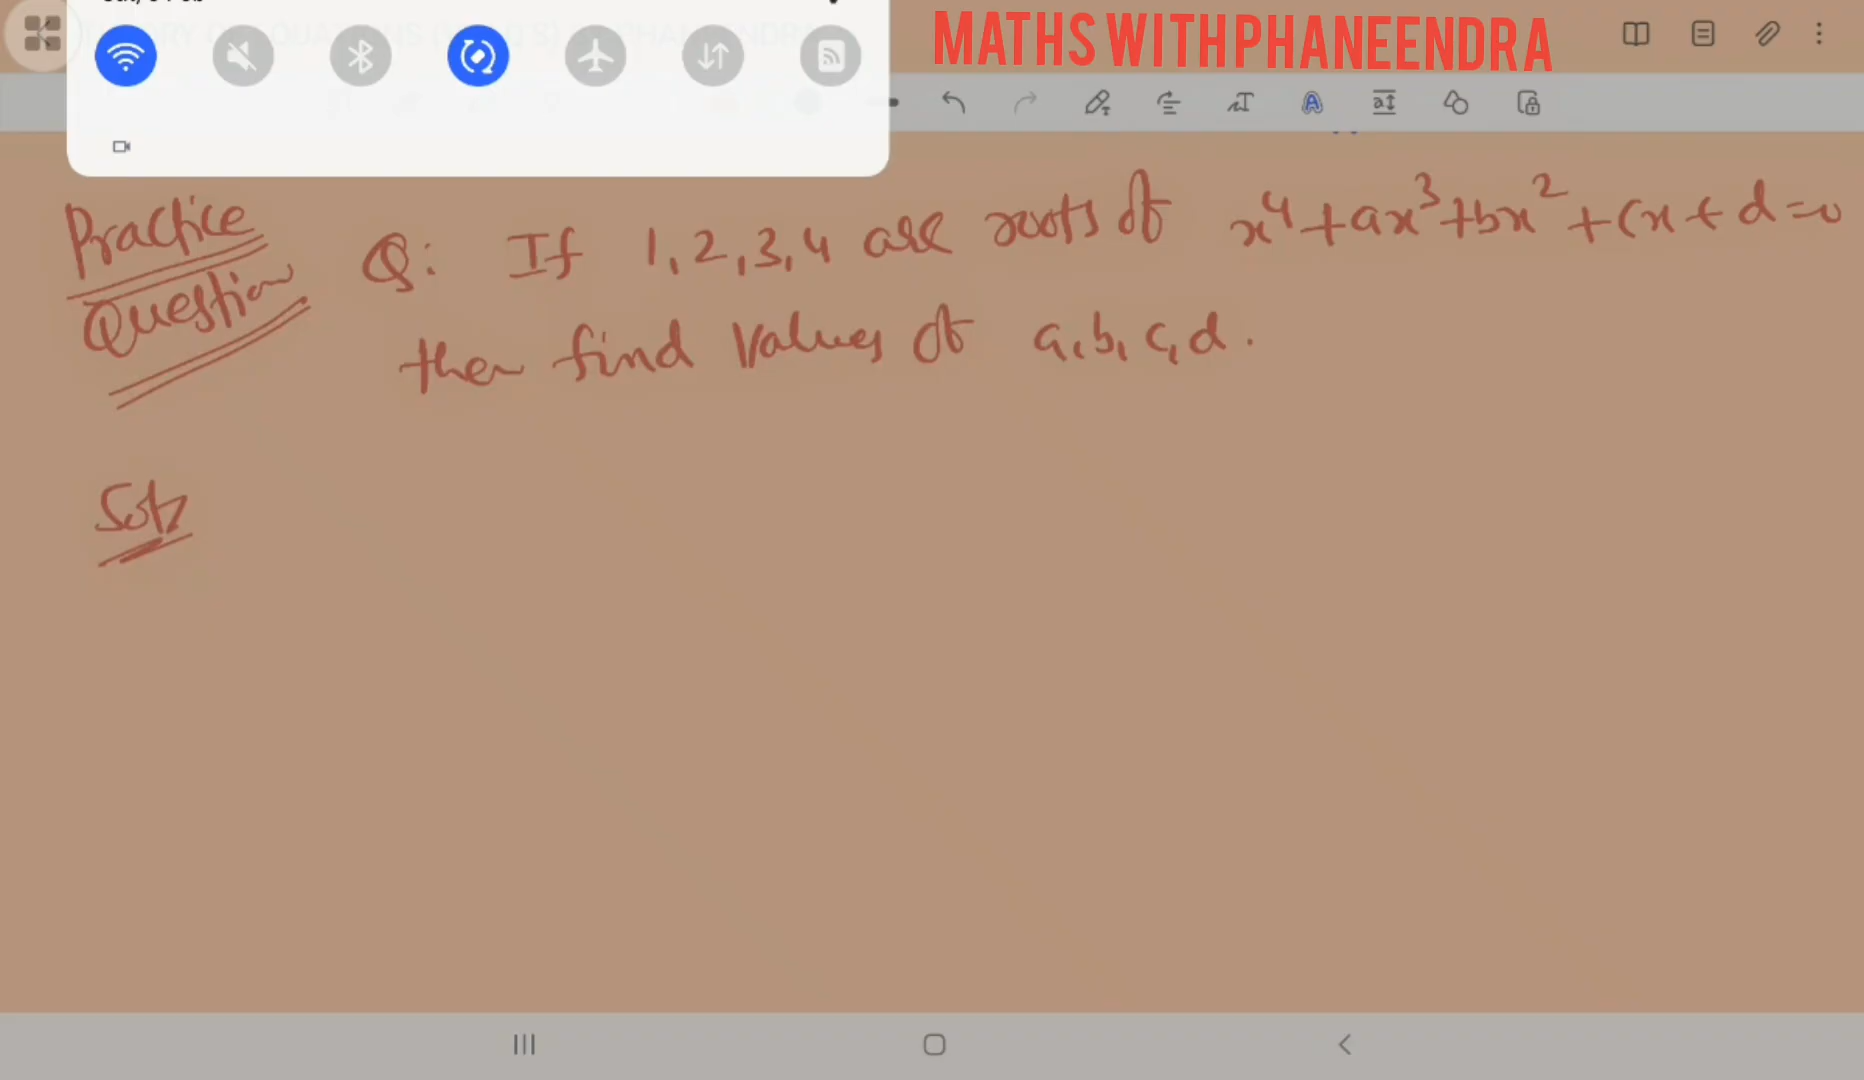 MATHS WITH PHANEENDRA
Practice
Question
Q: If 1,2,3,4 are roots of x⁴+ax³+bx²+cx+d=0
then find values of a,b,c,d.
Sol: